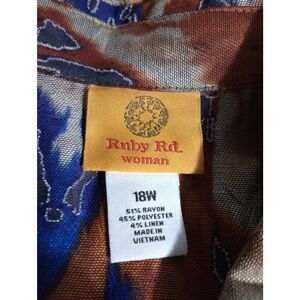 Ruby Rd.
woman
18W
51% RAYON
45% POLYESTER
4% LINEN
MADE IN
VIETNAM